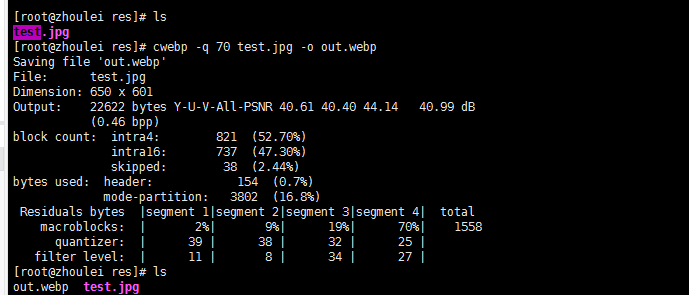 [root@zhoulei res]# ls
test.jpg
[root@zhoulei res]# cwebp -q 70 test.jpg -o out.webp
Saving file 'out.webp'
File:      test.jpg
Dimension: 650 x 601
Output:    22622 bytes Y-U-V-All-PSNR 40.61 40.40 44.14   40.99 dB
           (0.46 bpp)
block count:  intra4:        821  (52.70%)
              intra16:       737  (47.30%)
              skipped:        38  (2.44%)
bytes used:  header:            154  (0.7%)
             mode-partition:   3802  (16.8%)
 Residuals bytes  |segment 1|segment 2|segment 3|segment 4|  total
    macroblocks:  |       2%|       9%|      19%|      70%|    1558
      quantizer:  |      39 |      38 |      32 |      25 |
   filter level:  |      11 |       8 |      34 |      27 |
[root@zhoulei res]# ls
out.webp  test.jpg